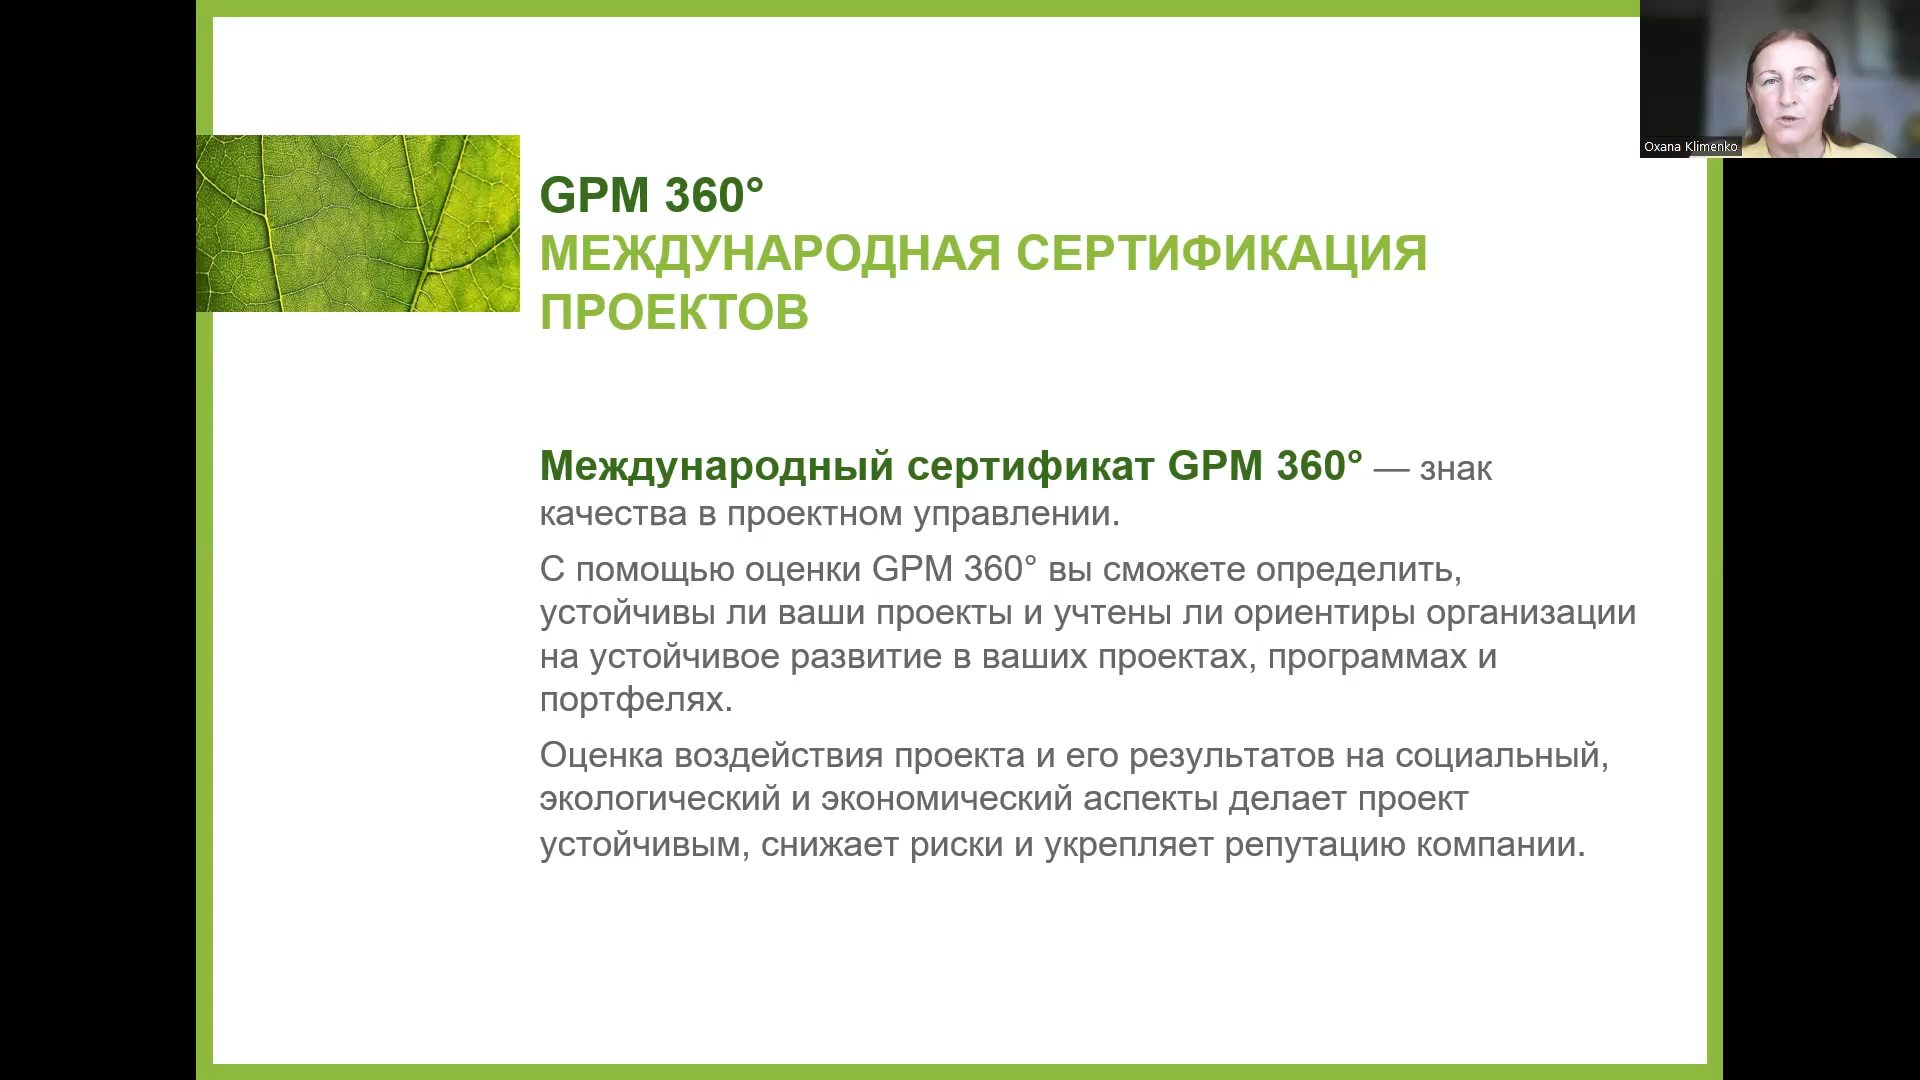 Oxana Klimenko
GPM 360°
МЕЖДУНАРОДНАЯ СЕРТИФИКАЦИЯ
ПРОЕКТОВ
Международный сертификат GPM 360° — знак
качества в проектном управлении.
С помощью оценки GPM 360° вы сможете определить,
устойчивы ли ваши проекты и учтены ли ориентиры организации
на устойчивое развитие в ваших проектах, программах и
портфелях.
Оценка воздействия проекта и его результатов на социальный,
экологический и экономический аспекты делает проект
устойчивым, снижает риски и укрепляет репутацию компании.